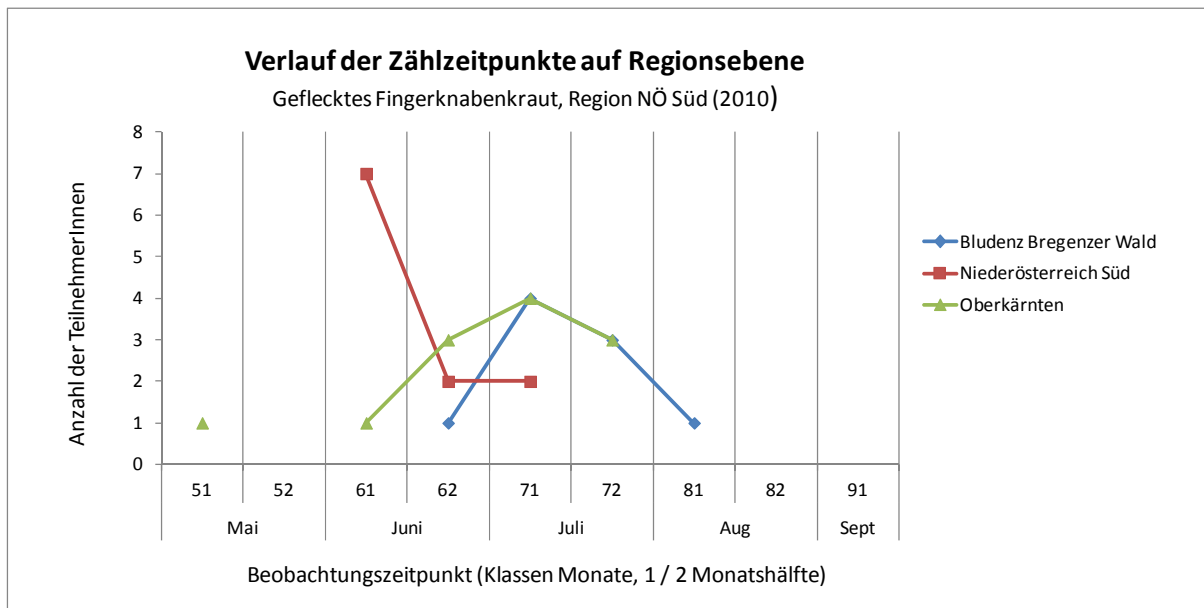 Verlauf der Zählzeitpunkte auf Regionsebene
Geflecktes Fingerknabenkraut, Region NÖ Süd (2010)
Anzahl der TeilnehmerInnen
8
7
6
5
4
3
2
1
0
51 52 61 62 71 72 81 82 91
Mai Juni Juli Aug Sept
Beobachtungszeitpunkt (Klassen Monate, 1 / 2 Monatshälfte)
Bludenz Bregenzer Wald
Niederösterreich Süd
Oberkärnten